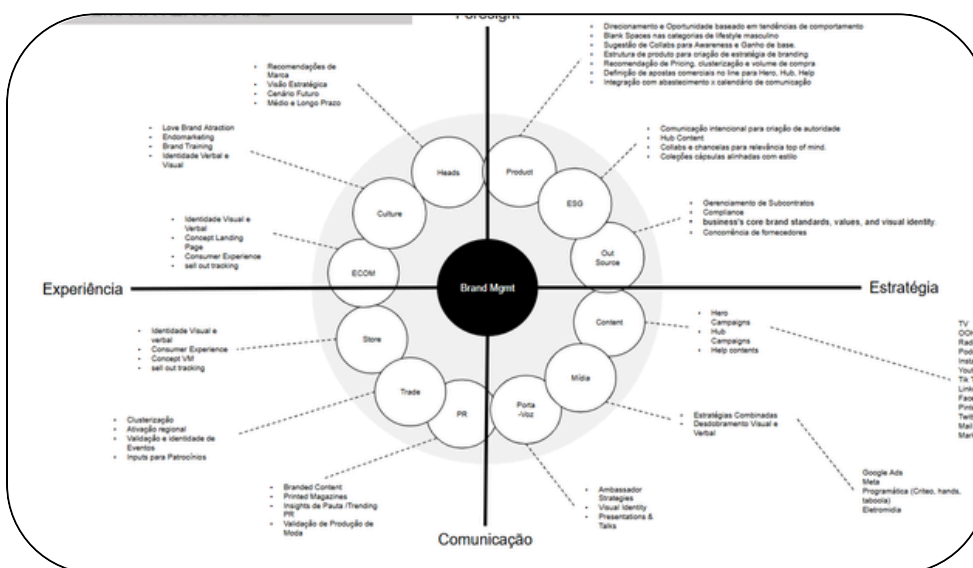 Foresight
Direcionamento e Oportunidade baseado em tendências de comportamento
Blank Spaces nas categorias de lifestyle masculino
Sugestão de Collabs para Awareness e Ganho de base.
Estrutura de produto para criação de estratégia de branding
Recomendação de Pricing, clusterização e volume de compra
Definição de apostas comerciais no line para Hero, Hub, Help
Integração com abastecimento x calendário de comunicação
Recomendações de
Marca
Visão Estratégica
Cenário Futuro
Médio e Longo Prazo
Love Brand Atraction
Endomarketing
Brand Training
Identidade Verbal e
Visual
Comunicação intencional para criação de autoridade
Hub Content
Collabs e chancelas para relevância top of mind.
Coleções cápsulas alinhadas com estilo
Heads
Product
Culture
ESG
Identidade Visual e
Verbal
Concept Landing
Page
Consumer Experience
sell out tracking
Gerenciamento de Subcontratos
Compliance
business's core brand standards, values, and visual identity
Concorrência de fornecedores
ECOM
Out
Source
Experiência
Brand Mgmt
Estratégia
Store
Content
Identidade Visual e
verbal
Consumer Experience
Concept VM
sell out tracking
Hero
Campaigns
Hub
Campaigns
Help contents
TV
Trade
PR
Porta
-Voz
Mídia
Clusterização
Ativação regional
Validação e identidade de
Eventos
Inputs para Patrocínios
Estratégias Combinadas
Desdobramento Visual e
Verbal
Branded Content
Printed Magazines
Insights de Pauta /Trending
PR
Validação de Produção de
Moda
Ambassador
Strategies
Visual Identity
Presentations &
Talks
Google Ads
Meta
Programática (Criteo, hands,
taboola)
Eletromidia
Comunicação